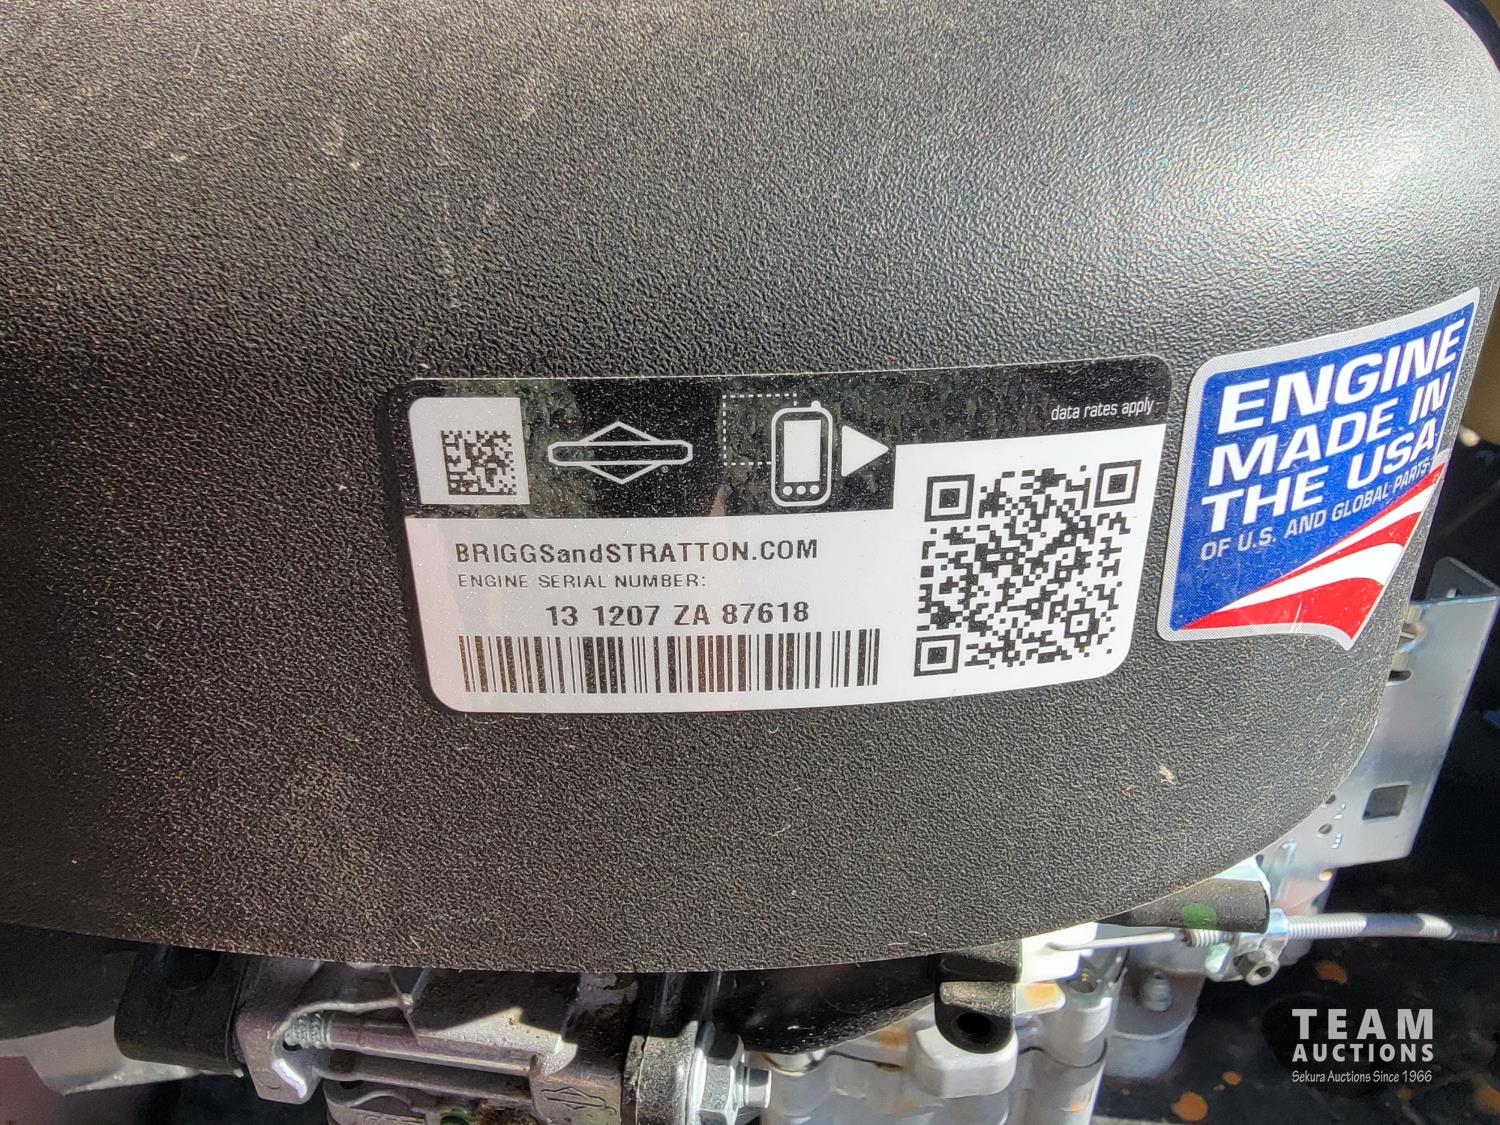 data rates apply
BRIGGSandSTRATTON.COM
ENGINE SERIAL NUMBER:
13 1207 ZA 87618
ENGINE
MADE IN
THE USA
OF U.S. AND GLOBAL PARTS
TEAM
AUCTIONS
Sekura Auctions Since 1966